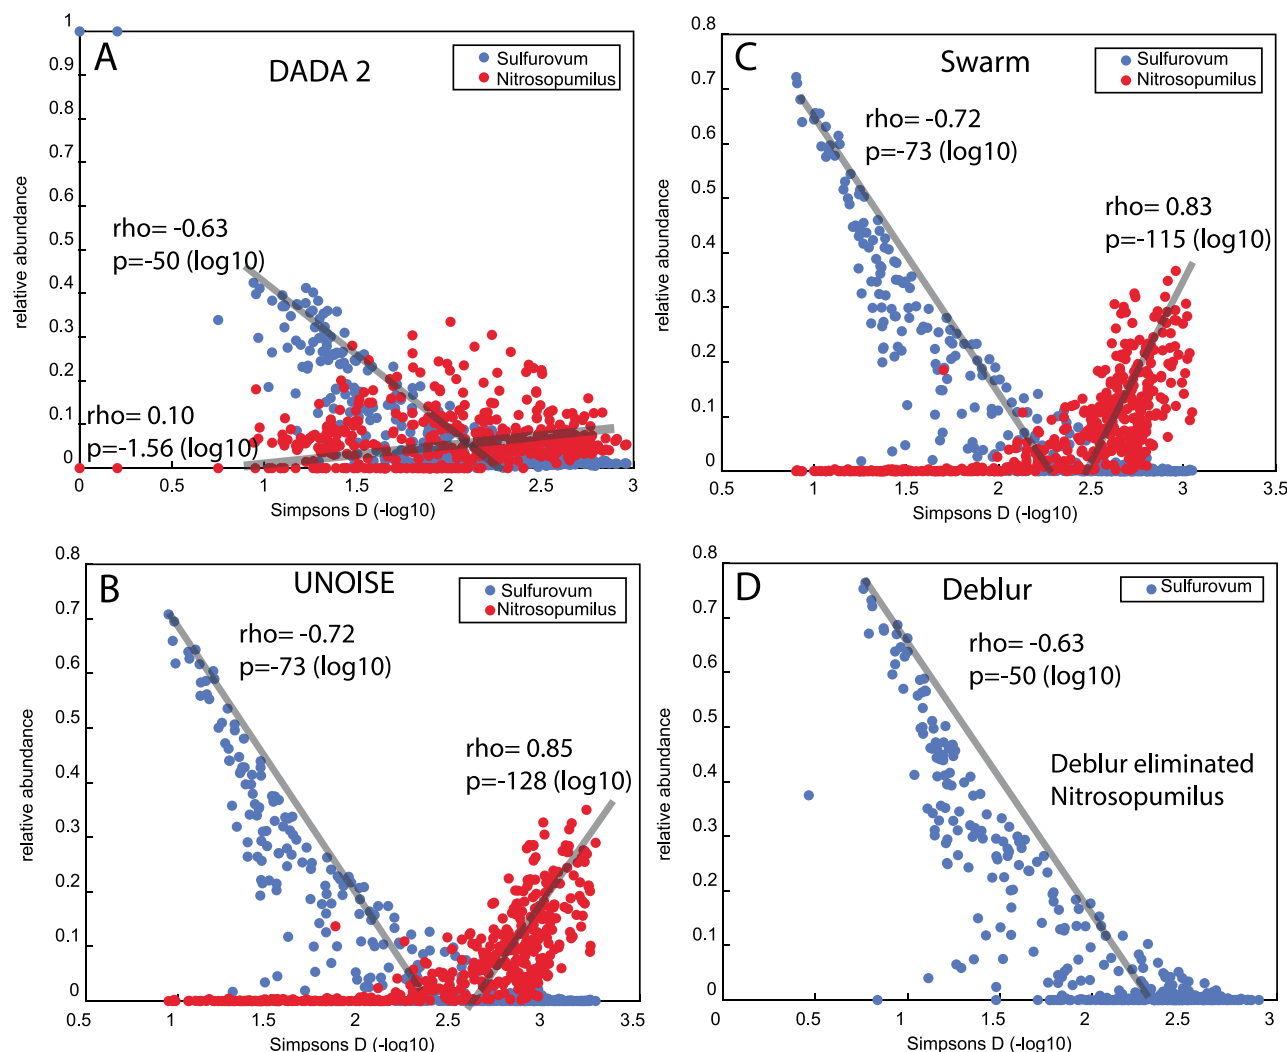 A
DADA 2
Sulfurovum
Nitrosopumilus
rho= -0.63
p=-50 (log10)
rho= 0.10
p=-1.56 (log10)
relative abundance
1
0.9
0.8
0.7
0.6
0.5
0.4
0.3
0.2
0.1
0
0 0.5 1 1.5 2 2.5 3
Simpsons D (-log10)
C
Swarm
Sulfurovum
Nitrosopumilus
rho= -0.72
p=-73 (log10)
rho= 0.83
p=-115 (log10)
relative abundance
0.8
0.7
0.6
0.5
0.4
0.3
0.2
0.1
0
0.5 1 1.5 2 2.5 3 3.5
Simpsons D (-log10)
B
UNOISE
Sulfurovum
Nitrosopumilus
rho= -0.72
p=-73 (log10)
rho= 0.85
p=-128 (log10)
relative abundance
0.8
0.7
0.6
0.5
0.4
0.3
0.2
0.1
0
0.5 1 1.5 2 2.5 3 3.5
Simpsons D (-log10)
D
Deblur
Sulfurovum
rho= -0.63
p=-50 (log10)
Deblur eliminated
Nitrosopumilus
relative abundance
0.8
0.7
0.6
0.5
0.4
0.3
0.2
0.1
0
0 0.5 1 1.5 2 2.5 3
Simpsons D (-log10)